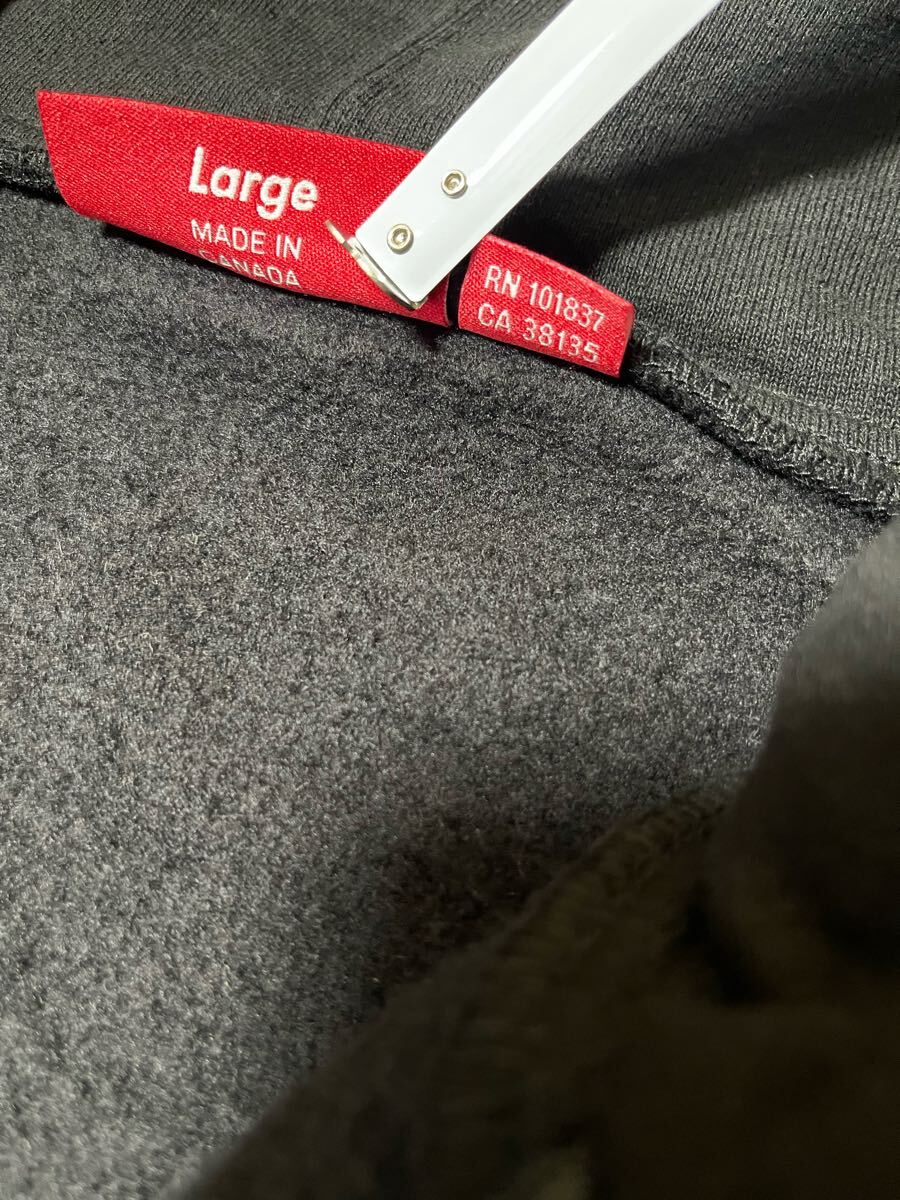 Large
MADE IN
CANADA
RN 101837
CA 38135